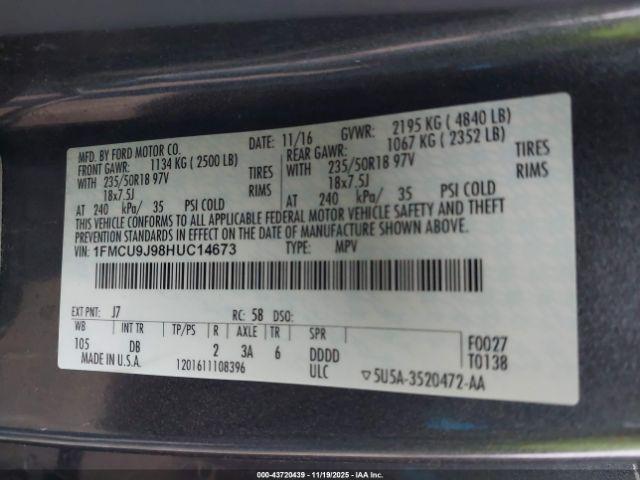 MFD. BY FORD MOTOR CO.
DATE: 11/16 GVWR: 2195 KG ( 4840 LB)
FRONT GAWR: 1134 KG ( 2500 LB)
REAR GAWR: 1067 KG ( 2352 LB)
WITH 235/50R18 97V TIRES
WITH 235/50R18 97V TIRES
18x7.5J RIMS
18x7.5J RIMS
AT 240 kPa/ 35 PSI COLD
AT 240 kPa/ 35 PSI COLD
THIS VEHICLE CONFORMS TO ALL APPLICABLE FEDERAL MOTOR VEHICLE SAFETY AND THEFT
PREVENTION STANDARDS IN EFFECT ON THE DATE OF MANUFACTURE SHOWN ABOVE.
VIN: 1FMCU9J98HUC14673 TYPE: MPV
EXT PNT: J7 RC: 58 DSO:
WB INT TR TP/PS R AXLE TR SPR
105 DB 2 3A 6 DDDD F0027
MADE IN U.S.A. 1201611108396 ULC T0138
▽5U5A-3520472-AA
000-43720439 - 11/19/2025 - IAA Inc.